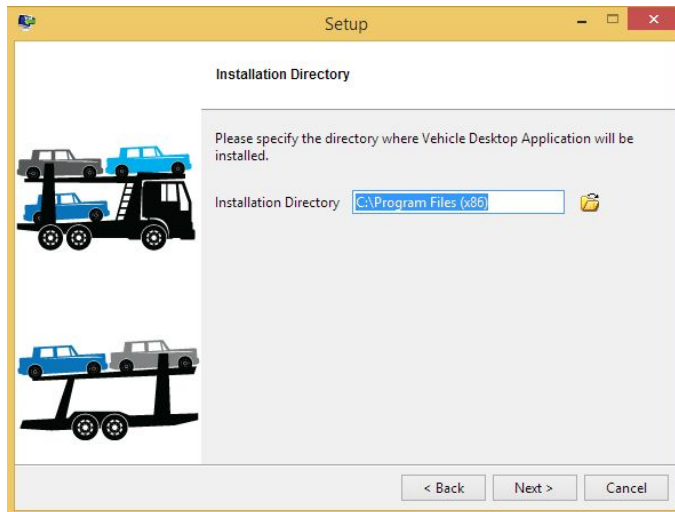 Setup
Installation Directory
Please specify the directory where Vehicle Desktop Application will be
installed.
Installation Directory C:\Program Files (x86)
< Back Next > Cancel